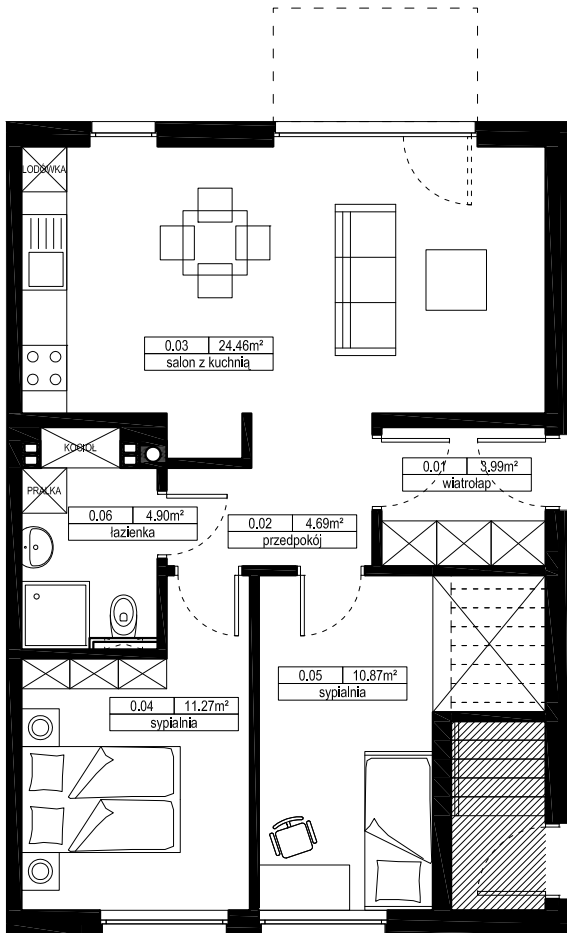 LODÓWKA
0.03 24.46m²
salon z kuchnią
KOCIOŁ
0.01 3.99m²
wiatrołap
PRALKA
0.06 4.90m²
łazienka
0.02 4.69m²
przedpokój
0.05 10.87m²
sypialnia
0.04 11.27m²
sypialnia